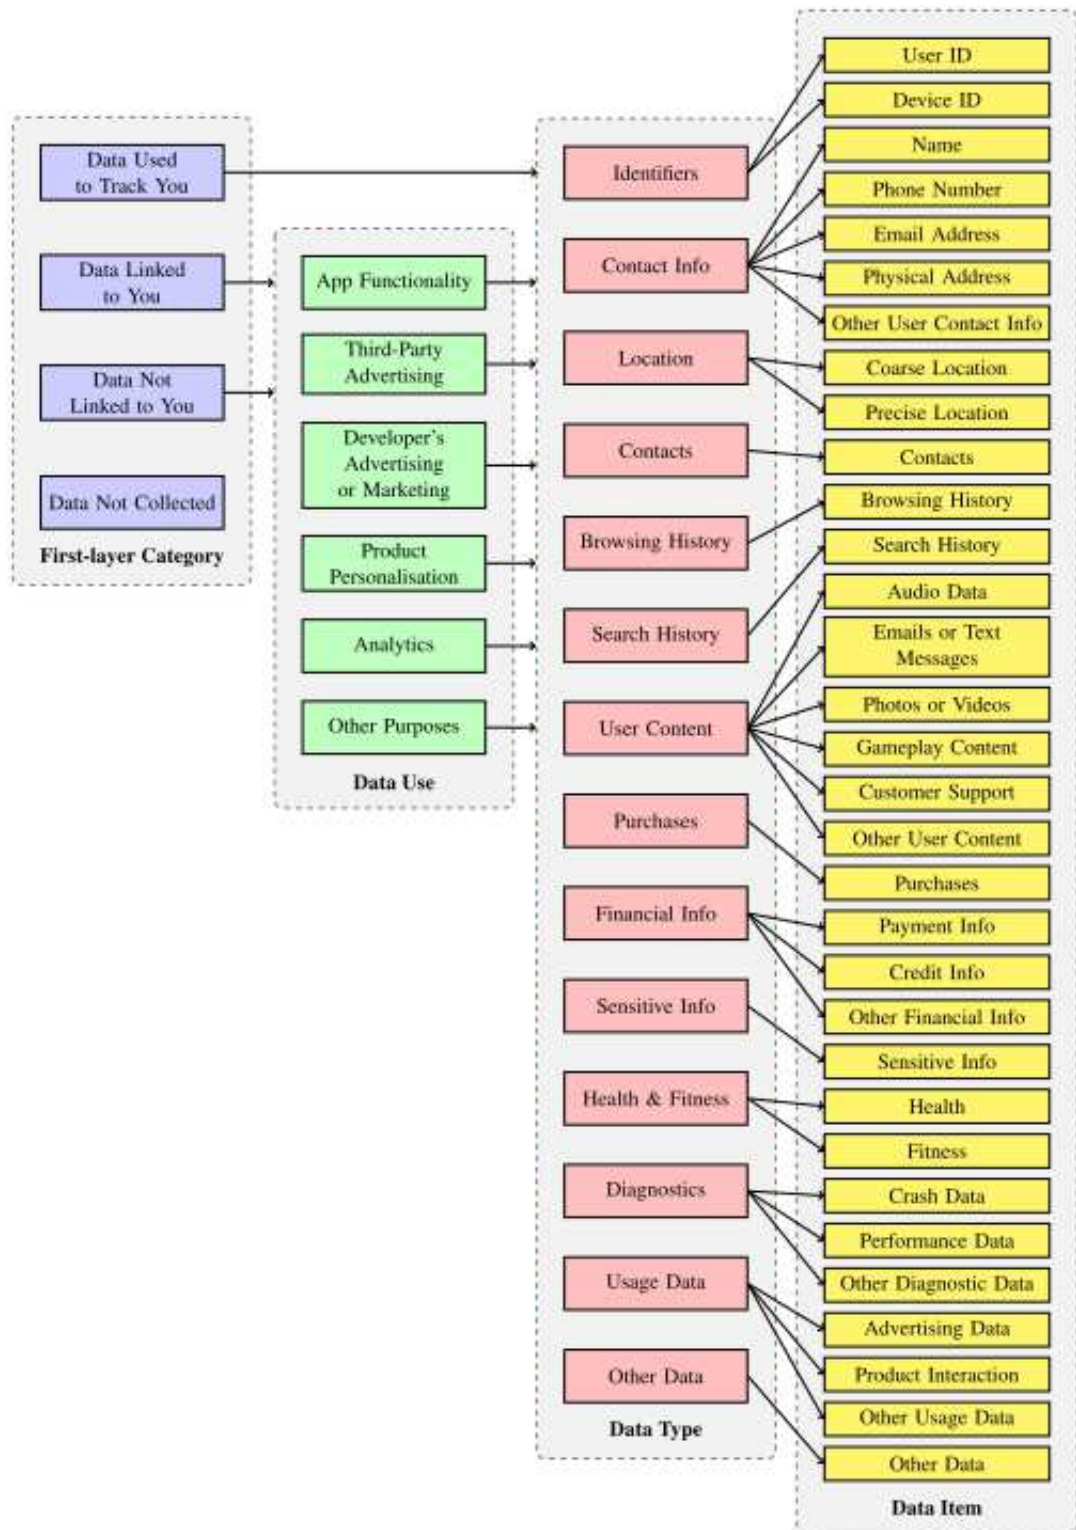 Data Used
to Track You
Data Linked
to You
Data Not
Linked to You
Data Not Collected
First-layer Category
App Functionality
Third-Party
Advertising
Developer's
Advertising
or Marketing
Product
Personalisation
Analytics
Other Purposes
Data Use
Identifiers
Contact Info
Location
Contacts
Browsing History
Search History
User Content
Purchases
Financial Info
Sensitive Info
Health & Fitness
Diagnostics
Usage Data
Other Data
Data Type
User ID
Device ID
Name
Phone Number
Email Address
Physical Address
Other User Contact Info
Coarse Location
Precise Location
Contacts
Browsing History
Search History
Audio Data
Emails or Text
Messages
Photos or Videos
Gameplay Content
Customer Support
Other User Content
Purchases
Payment Info
Credit Info
Other Financial Info
Sensitive Info
Health
Fitness
Crash Data
Performance Data
Other Diagnostic Data
Advertising Data
Product Interaction
Other Usage Data
Other Data
Data Item